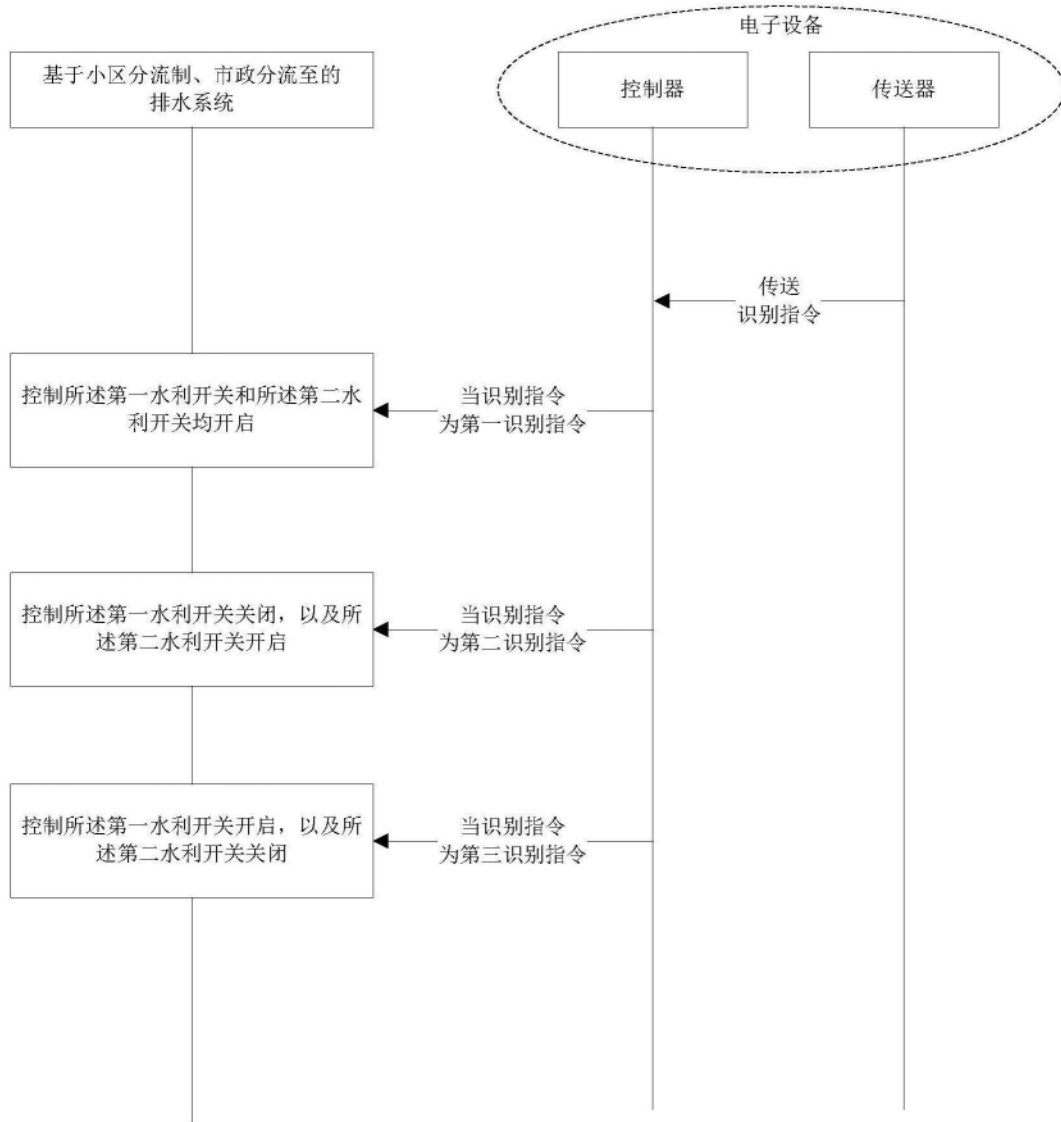 电子设备
基于小区分流制、市政分流至的
排水系统
控制器
传送器
传送
识别指令
控制所述第一水利开关和所述第二水
利开关均开启
当识别指令
为第一识别指令
控制所述第一水利开关关闭，以及所
述第二水利开关开启
当识别指令
为第二识别指令
控制所述第一水利开关开启，以及所
述第二水利开关关闭
当识别指令
为第三识别指令